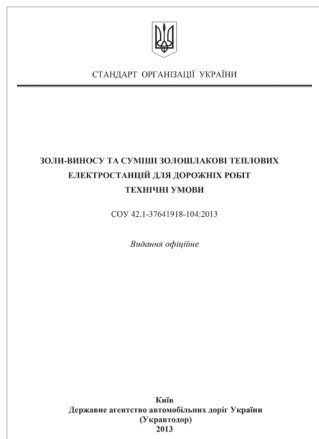 СТАНДАРТ ОРГАНІЗАЦІЇ УКРАЇНИ
ЗОЛИ-ВИНОСУ ТА СУМІШІ ЗОЛОШЛАКОВІ ТЕПЛОВИХ
ЕЛЕКТРОСТАНЦІЙ ДЛЯ ДОРОЖНІХ РОБІТ
ТЕХНІЧНІ УМОВИ
СОУ 42.1-37641918-104:2013
Видання офіційне
Київ
Державне агентство автомобільних доріг України
(Укравтодор)
2013